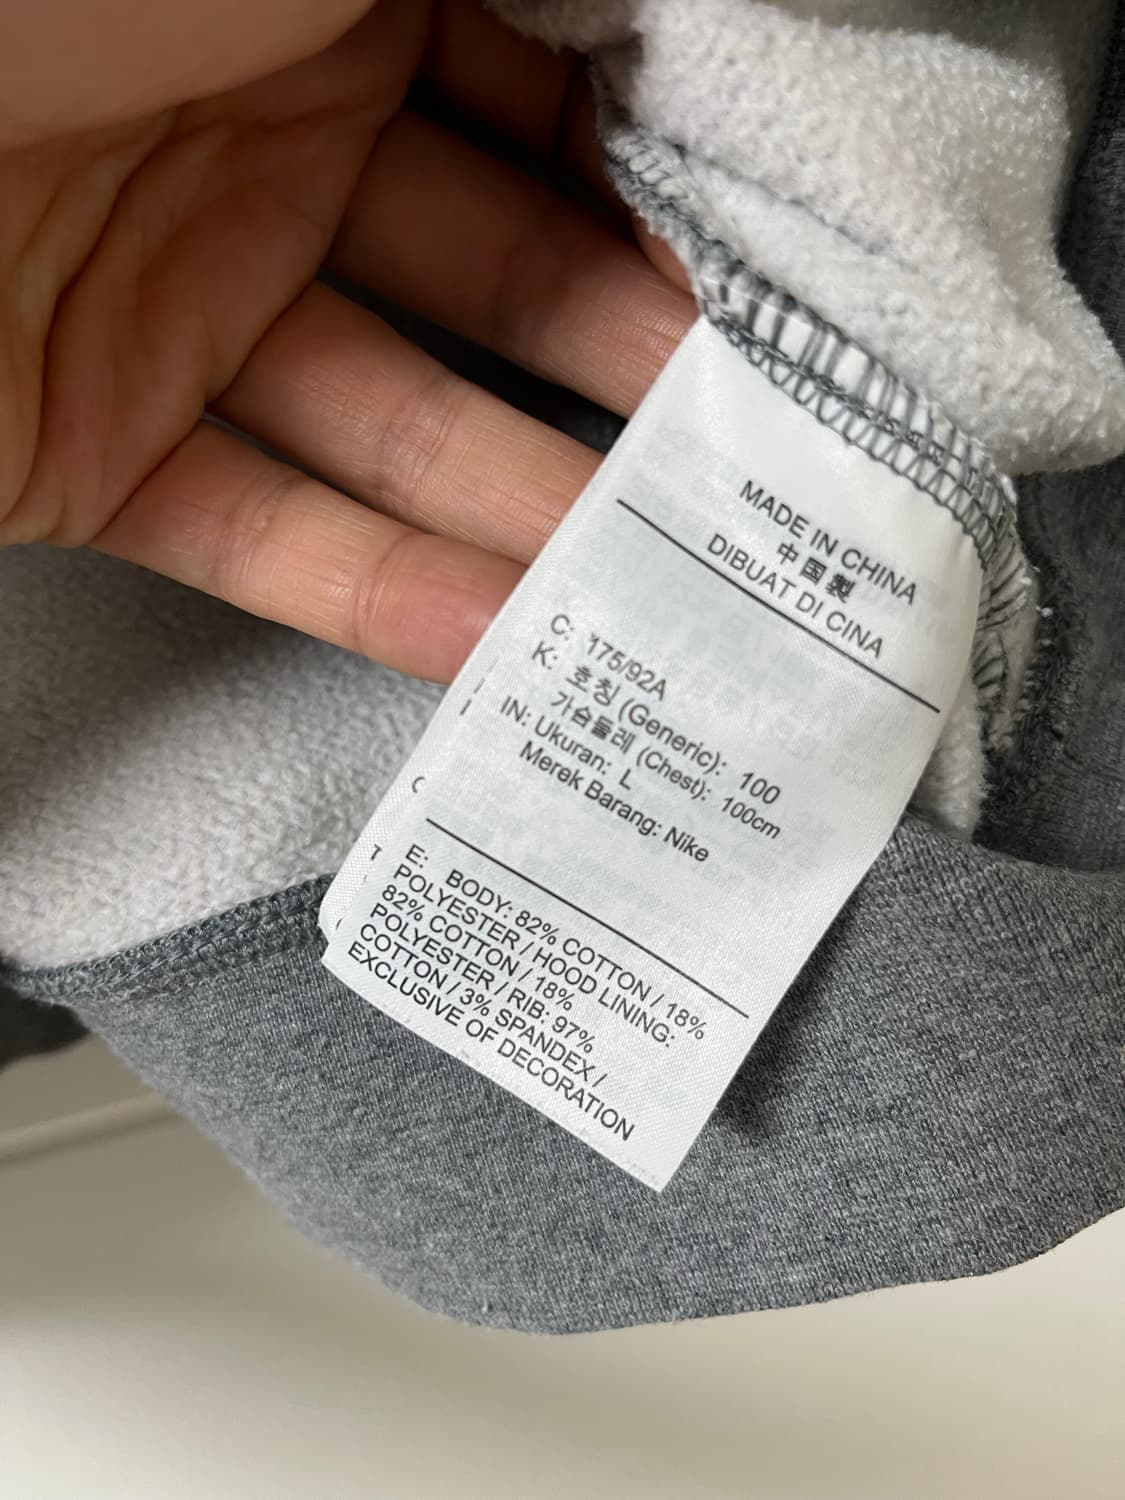 MADE IN CHINA
中国製
DIBUAT DI CINA
C: 175/92A
K: 호칭 (Generic): 100
가슴둘레 (Chest): 100cm
IN: Ukuran: L
Merek Barang: Nike
E: BODY: 82% COTTON / 18%
POLYESTER / HOOD LINING:
82% COTTON / 18%
POLYESTER / RIB: 97%
COTTON / 3% SPANDEX /
EXCLUSIVE OF DECORATION